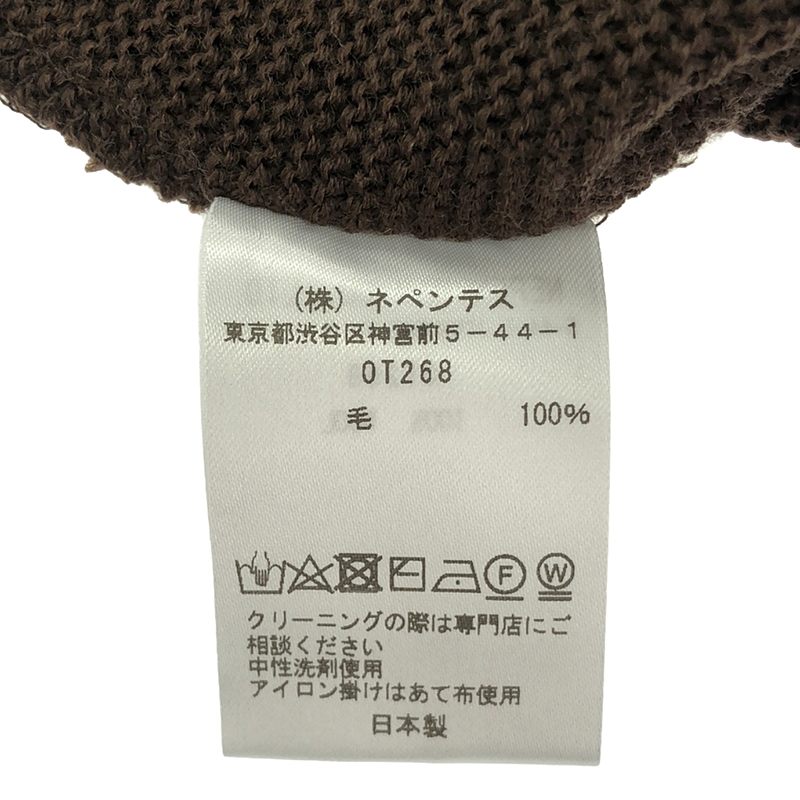 (株) ネペンテス
東京都渋谷区神宮前5-44-1
OT268
毛 100%
F W
クリーニングの際は専門店にご
相談ください
中性洗剤使用
アイロン掛けはあて布使用
日本製